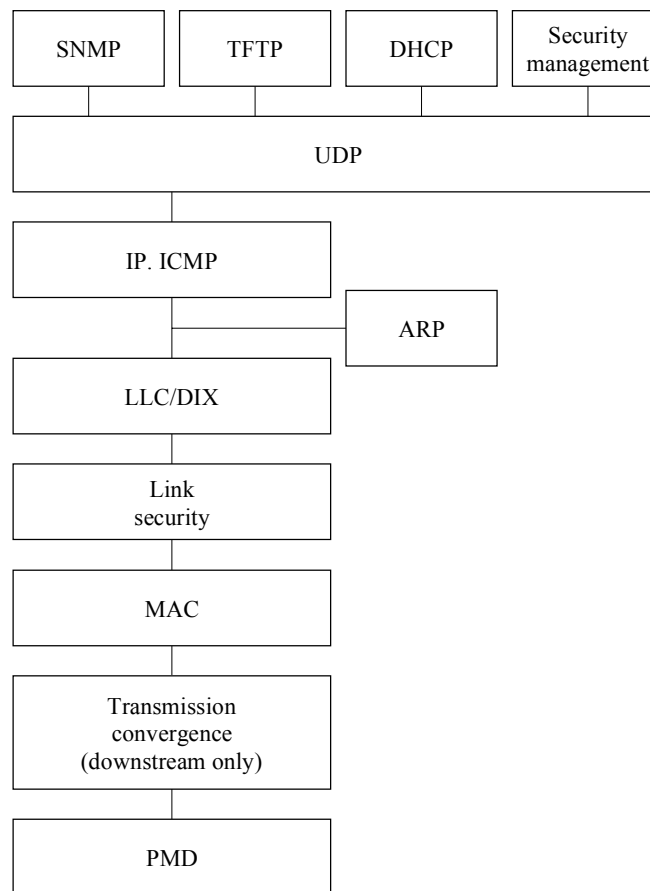 SNMP
TFTP
DHCP
Security
management
UDP
IP. ICMP
ARP
LLC/DIX
Link
security
MAC
Transmission
convergence
(downstream only)
PMD